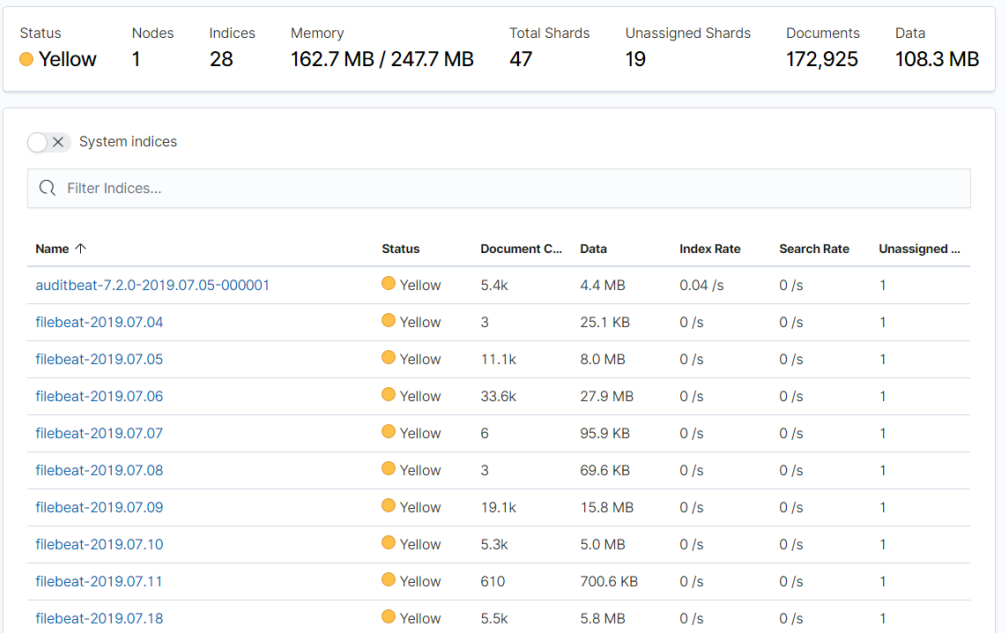 Status Nodes Indices Memory Total Shards Unassigned Shards Documents Data
Yellow 1 28 162.7 MB / 247.7 MB 47 19 172,925 108.3 MB
System indices
Filter Indices...
Name Status Document C... Data Index Rate Search Rate Unassigned ...
auditbeat-7.2.0-2019.07.05-000001 Yellow 5.4k 4.4 MB 0.04 /s 0 /s 1
filebeat-2019.07.04 Yellow 3 25.1 KB 0 /s 0 /s 1
filebeat-2019.07.05 Yellow 11.1k 8.0 MB 0 /s 0 /s 1
filebeat-2019.07.06 Yellow 33.6k 27.9 MB 0 /s 0 /s 1
filebeat-2019.07.07 Yellow 6 95.9 KB 0 /s 0 /s 1
filebeat-2019.07.08 Yellow 3 69.6 KB 0 /s 0 /s 1
filebeat-2019.07.09 Yellow 19.1k 15.8 MB 0 /s 0 /s 1
filebeat-2019.07.10 Yellow 5.3k 5.0 MB 0 /s 0 /s 1
filebeat-2019.07.11 Yellow 610 700.6 KB 0 /s 0 /s 1
filebeat-2019.07.18 Yellow 5.5k 5.8 MB 0 /s 0 /s 1